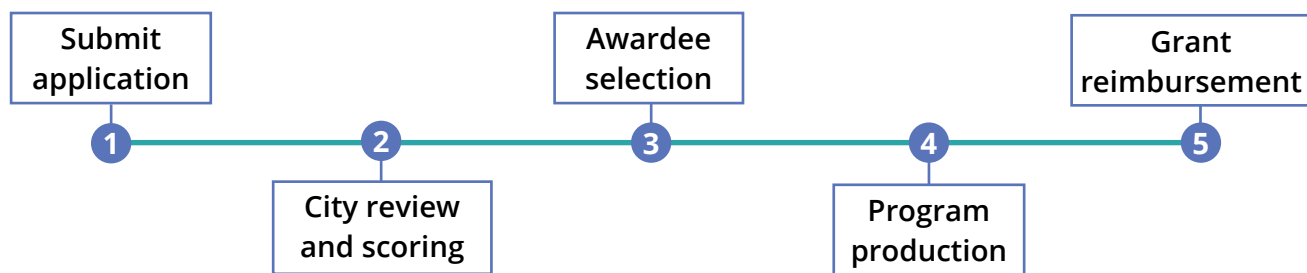 Submit
application
1
2
City review
and scoring
Awardee
selection
3
4
Program
production
Grant
reimbursement
5